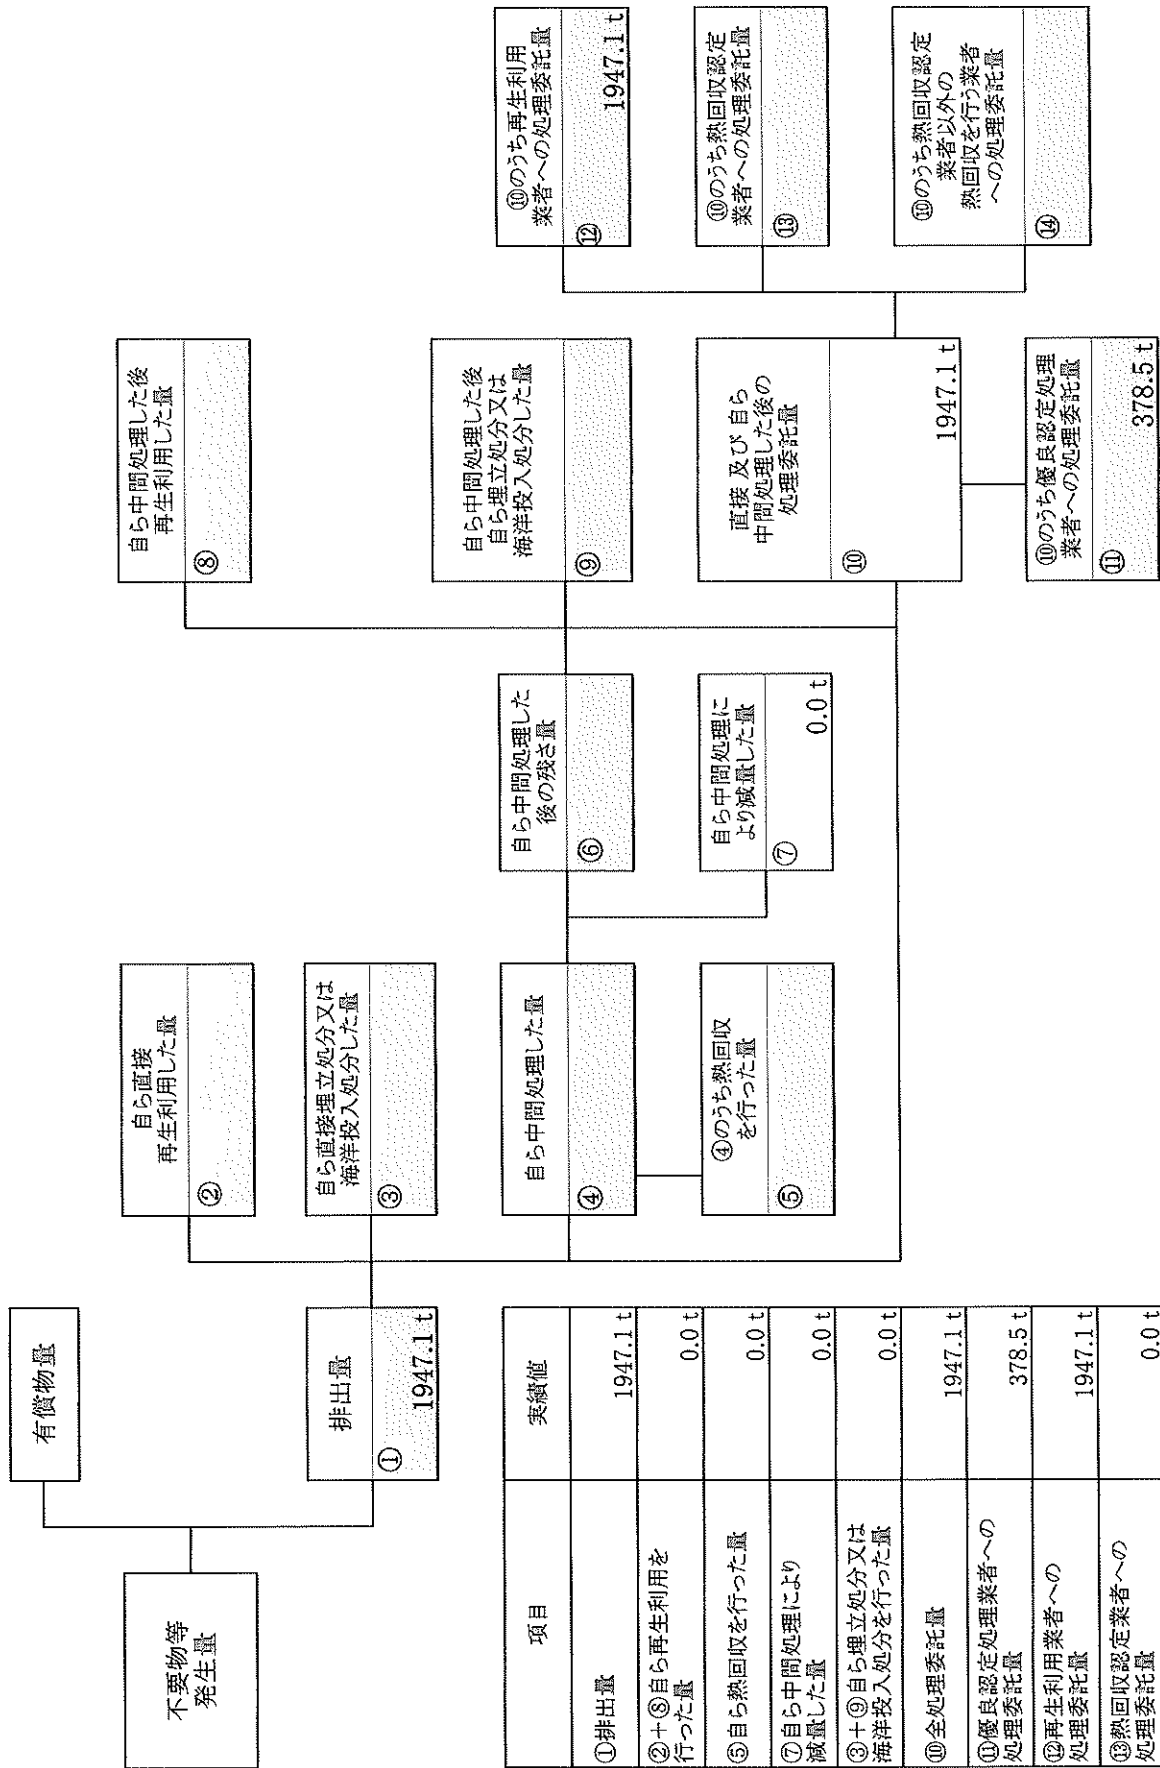 有償物量
不要物等
発生量
排出量
①
1947.1 t
自ら直接
再生利用した量
②
自ら直接埋立処分又は
海洋投入処分した量
③
自ら中間処理した量
④
④のうち熱回収
を行った量
⑤
自ら中間処理した
後の残さ量
⑥
自ら中間処理に
より減量した量
⑦
0.0 t
自ら中間処理した後
再生利用した量
⑧
自ら中間処理した後
自ら埋立処分又は
海洋投入処分した量
⑨
直接 及び 自ら
中間処理した後の
処理委託量
⑩
1947.1 t
⑩のうち優良認定処理
業者への処理委託量
⑪
378.5 t
⑩のうち再生利用
業者への処理委託量
⑫
1947.1 t
⑩のうち熱回収認定
業者への処理委託量
⑬
⑩のうち熱回収認定
業者以外の
熱回収を行う業者
への処理委託量
⑭
項目 実績値
①排出量 1947.1 t
②＋⑧自ら再生利用を
行った量 0.0 t
⑤自ら熱回収を行った量 0.0 t
⑦自ら中間処理により
減量した量 0.0 t
③＋⑨自ら埋立処分又は
海洋投入処分を行った量 0.0 t
⑩全処理委託量 1947.1 t
⑪優良認定処理業者への
処理委託量 378.5 t
⑫再生利用業者への
処理委託量 1947.1 t
⑬熱回収認定業者への
処理委託量 0.0 t